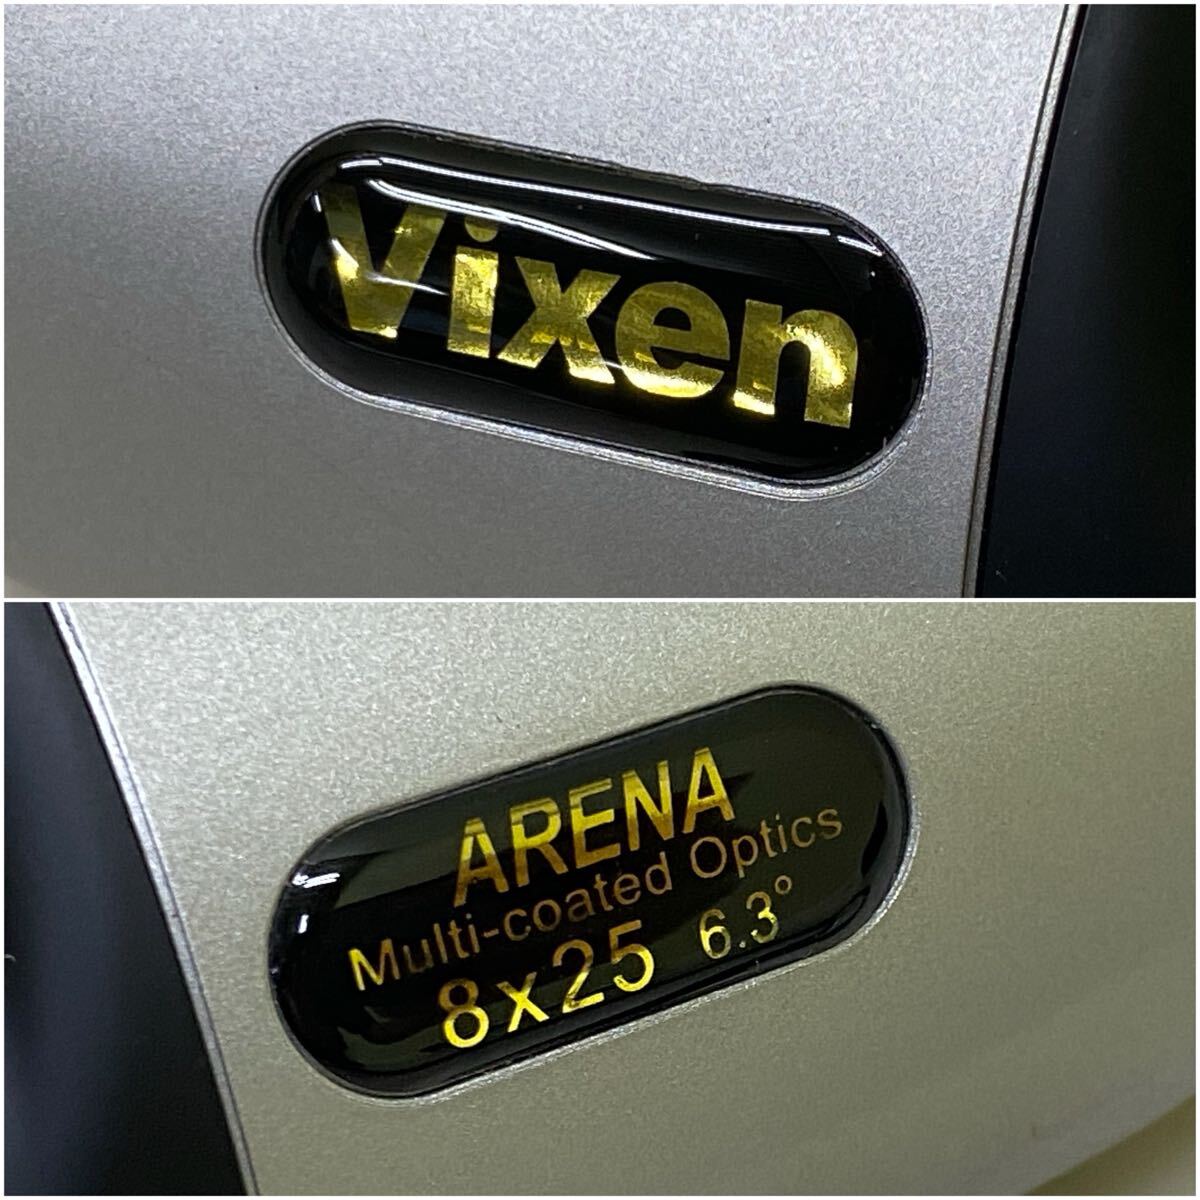 Vixen
ARENA
Multi-coated Optics
8x25 6.3°